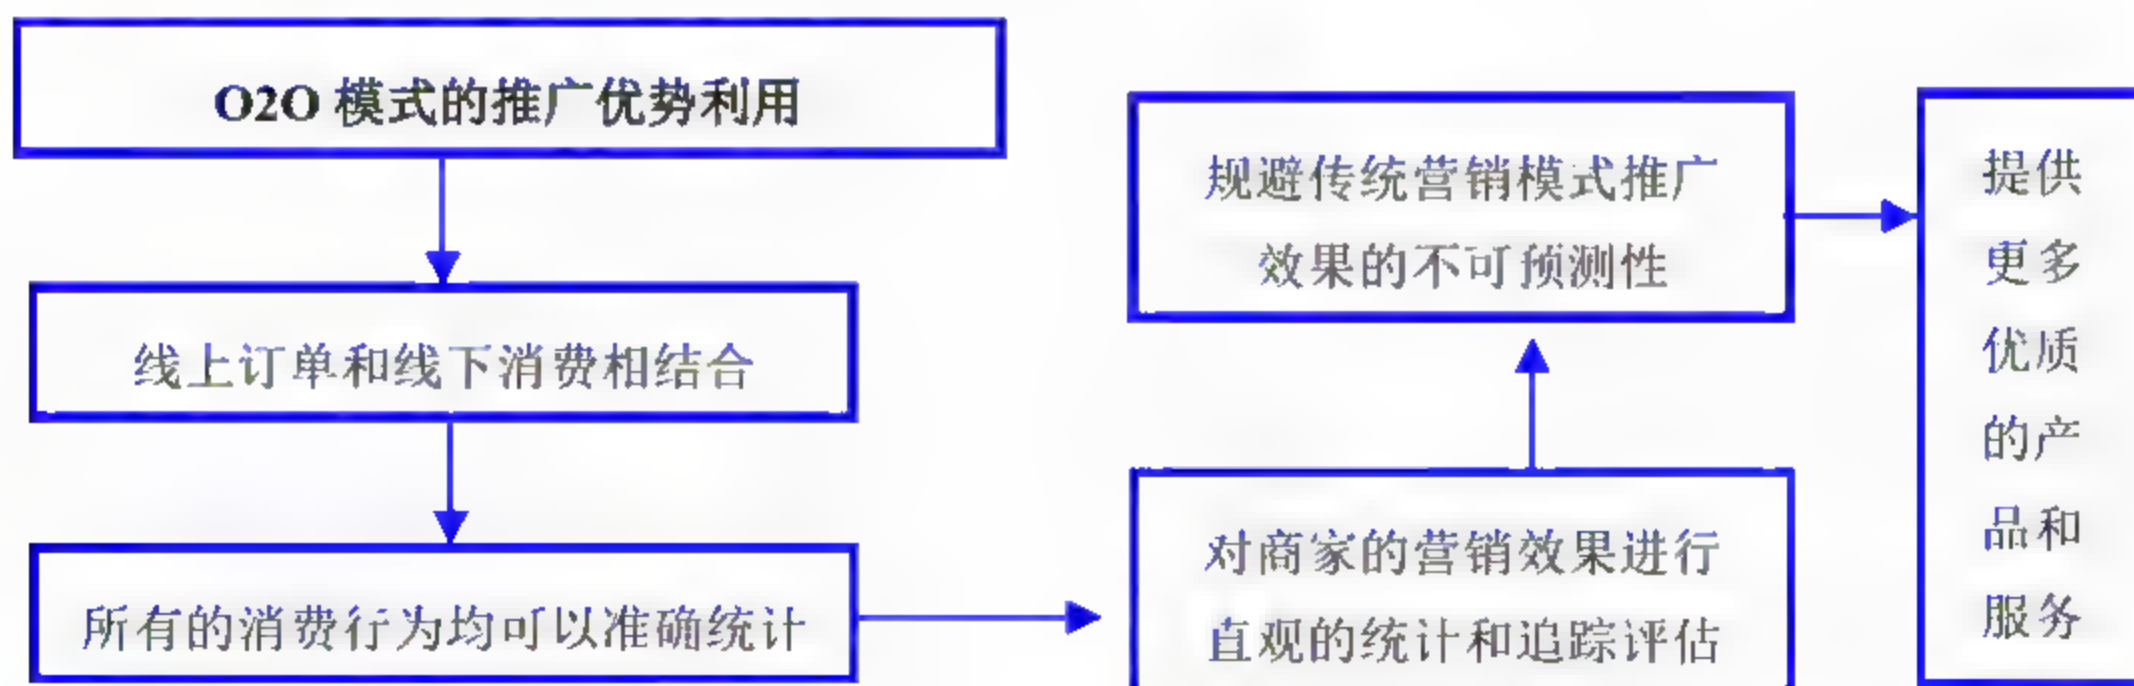 O2O 模式的推广优势利用
线上订单和线下消费相结合
所有的消费行为均可以准确统计
对商家的营销效果进行
直观的统计和追踪评估
规避传统营销模式推广
效果的不可预测性
提供
更多
优质
的产
品和
服务